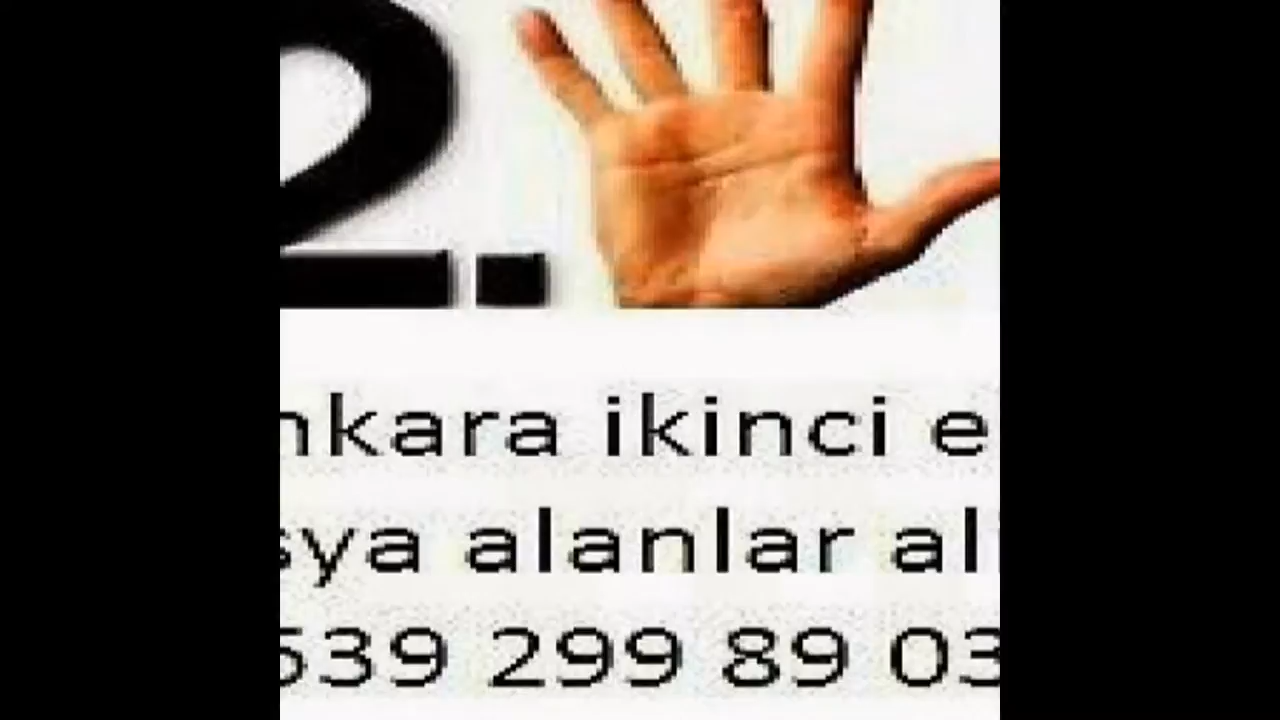 2.
nkara ikinci e
sya alanlar al
539 299 89 03